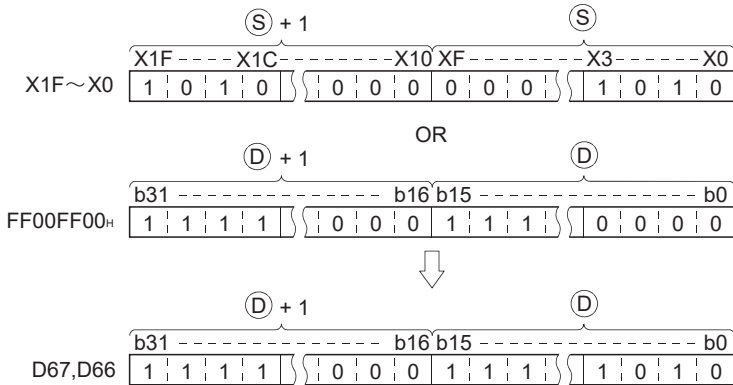 Ⓢ + 1 Ⓢ
X1F X1C X10 XF X3 X0
X1F～X0 1 0 1 0 0 0 0 0 0 0 1 0 1 0
OR
Ⓓ + 1 Ⓓ
b31 b16 b15 b0
FF00FF00H 1 1 1 1 0 0 0 1 1 1 0 0 0 0
Ⓓ + 1 Ⓓ
b31 b16 b15 b0
D67,D66 1 1 1 1 0 0 0 1 1 1 1 0 1 0